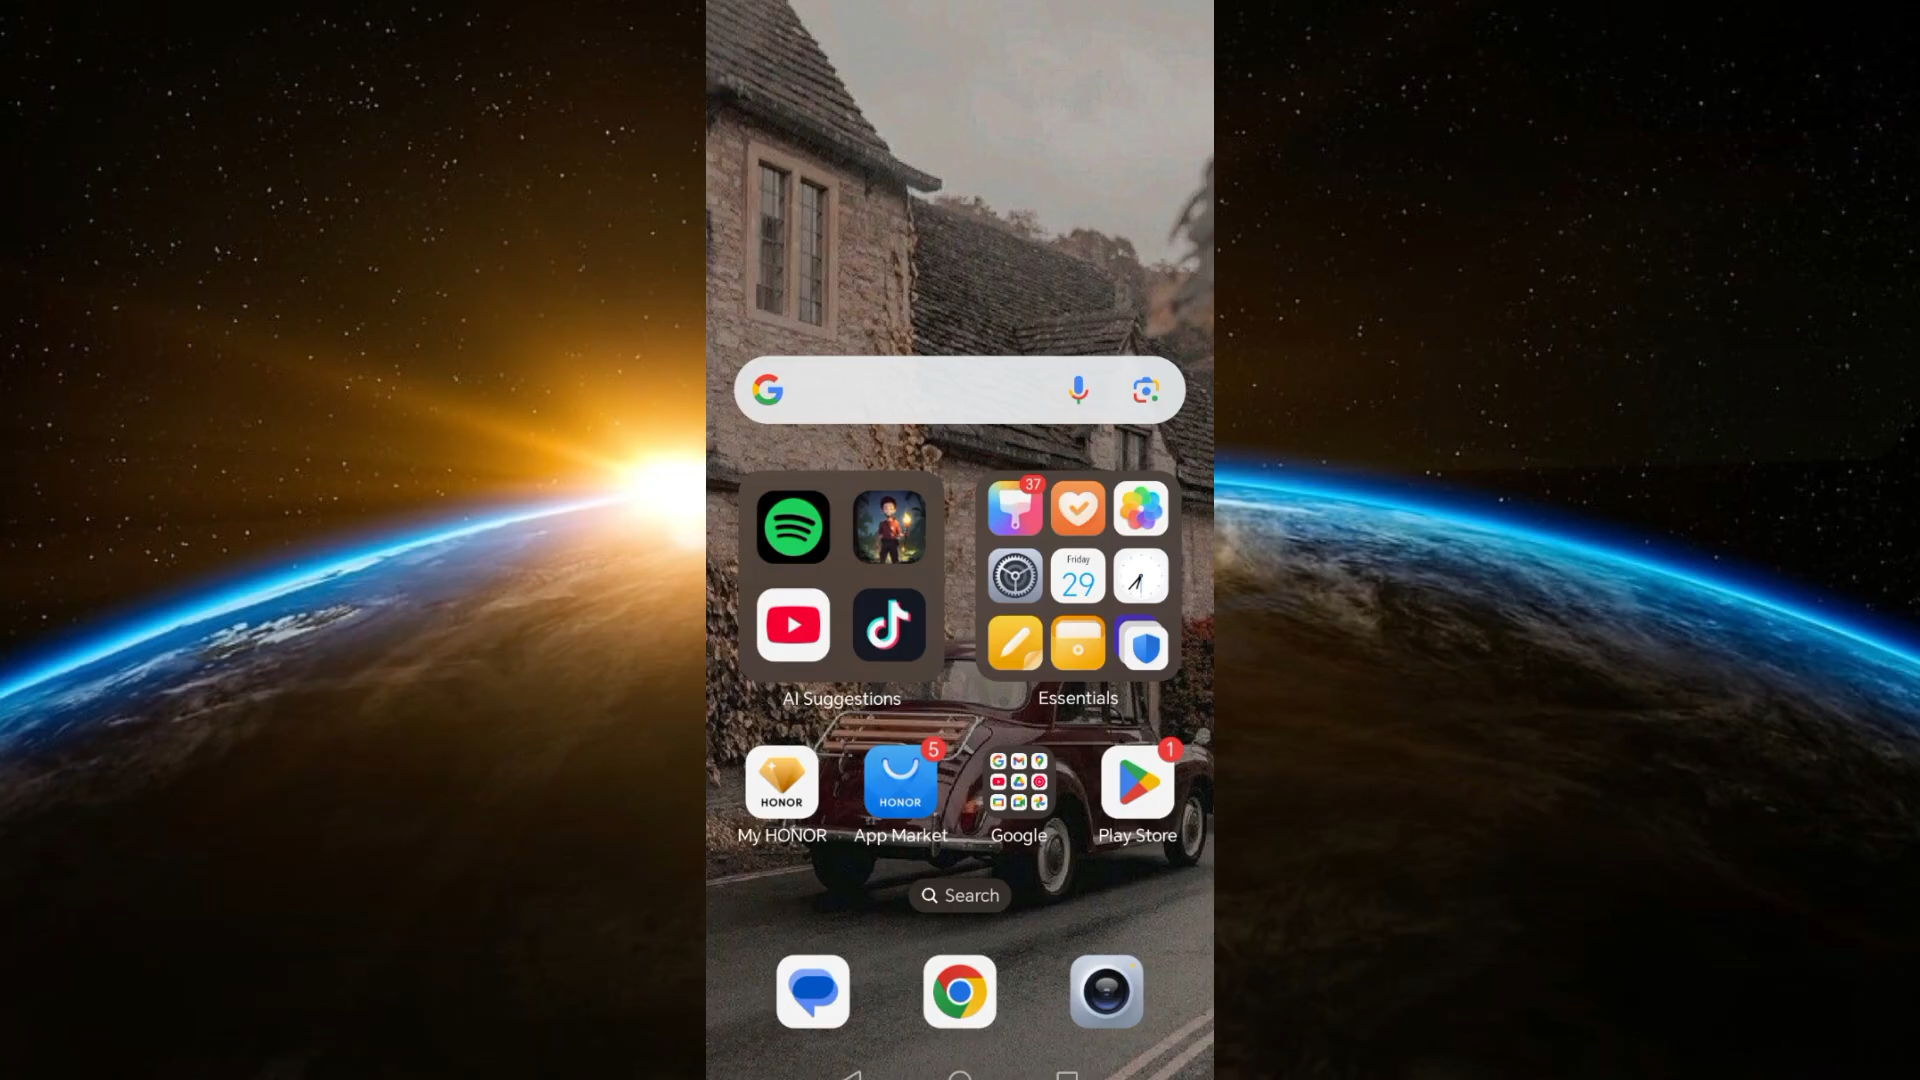 37
Friday
29
AI Suggestions
Essentials
5
1
HONOR
HONOR
My HONOR
App Market
Google
Play Store
Search